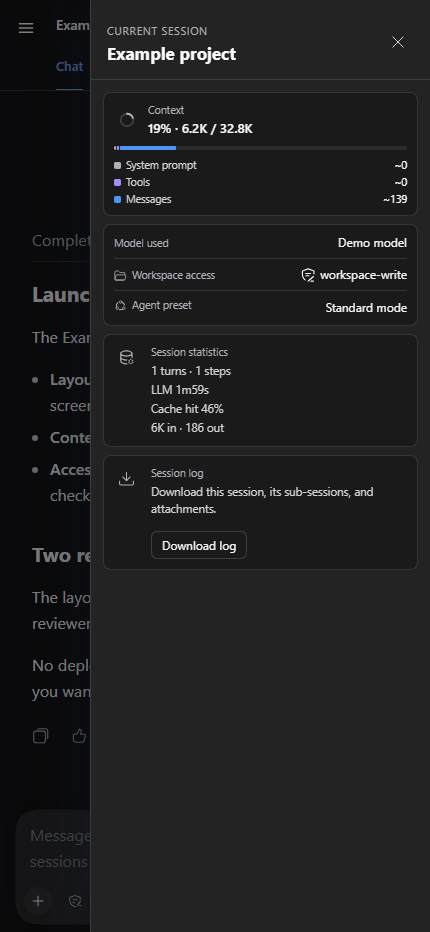 CURRENT SESSION
Example project
Context
19% · 6.2K / 32.8K
System prompt ~0
Tools ~0
Messages ~139
Model used Demo model
Workspace access workspace-write
Agent preset Standard mode
Session statistics
1 turns · 1 steps
LLM 1m59s
Cache hit 46%
6K in · 186 out
Session log
Download this session, its sub-sessions, and
attachments.
Download log
Exam
Chat
Complet
Launc
The Exar
Layou
screer
Conte
Acces
check
Two re
The layo
reviewer
No depl
you wan
Message
sessions